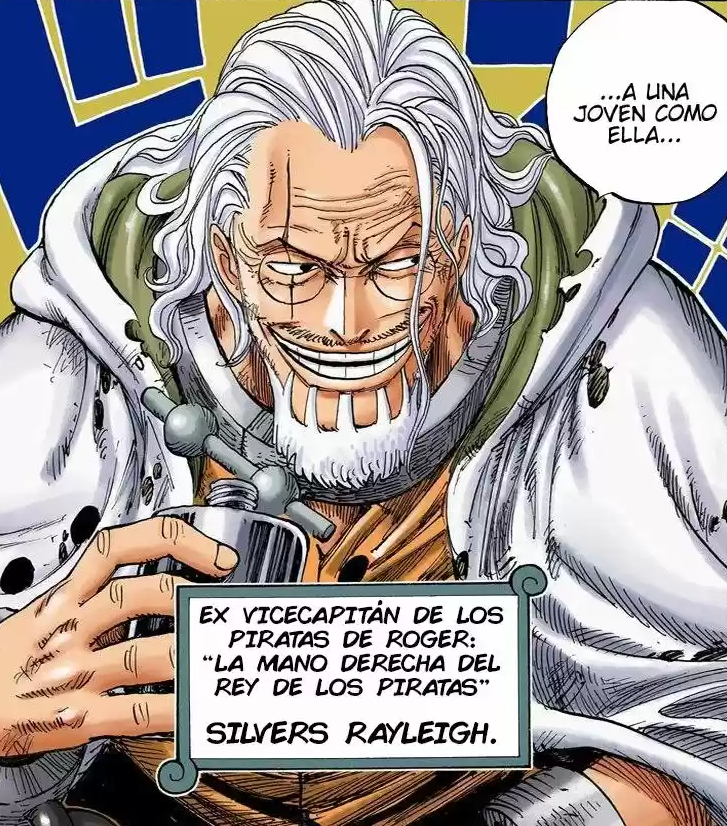 ...A UNA
JOVEN COMO
ELLA...
EX VICECAPITÁN DE LOS
PIRATAS DE ROGER:
"LA MANO DERECHA DEL
REY DE LOS PIRATAS"
SILVERS RAYLEIGH.